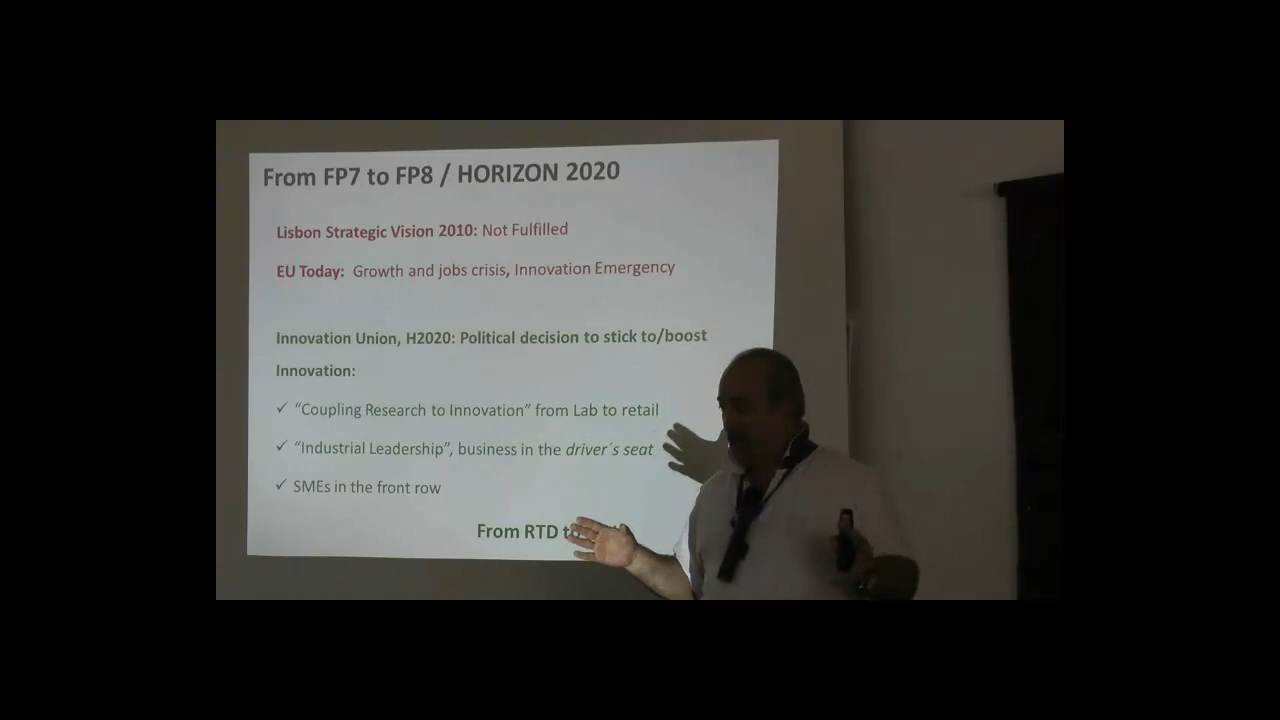 From FP7 to FP8 / HORIZON 2020
Lisbon Strategic Vision 2010: Not Fulfilled
EU Today: Growth and jobs crisis, Innovation Emergency
Innovation Union, H2020: Political decision to stick to/boost
Innovation:
✓ “Coupling Research to Innovation” from Lab to retail
✓ “Industrial Leadership”, business in the driver´s seat
✓ SMEs in the front row
From RTD to